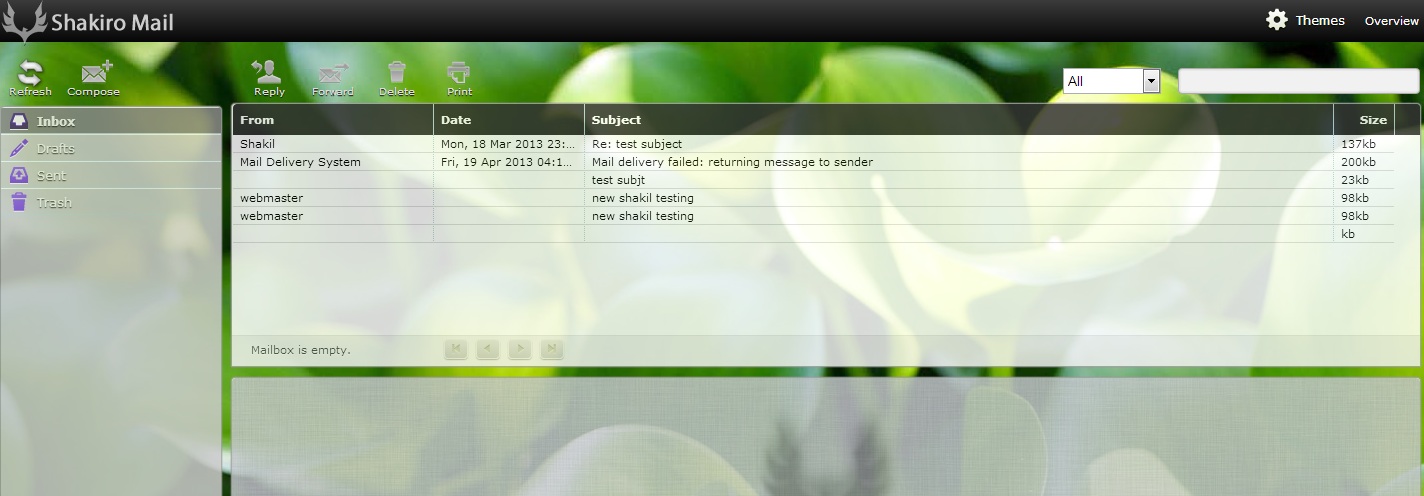 Shakiro Mail
Themes Overview
Refresh Compose Reply Forward Delete Print All
Inbox
Drafts
Sent
Trash
From Date Subject Size
Shakil Mon, 18 Mar 2013 23:... Re: test subject 137kb
Mail Delivery System Fri, 19 Apr 2013 04:1... Mail delivery failed: returning message to sender 200kb
test subjt 23kb
webmaster new shakil testing 98kb
webmaster new shakil testing 98kb
kb
Mailbox is empty.